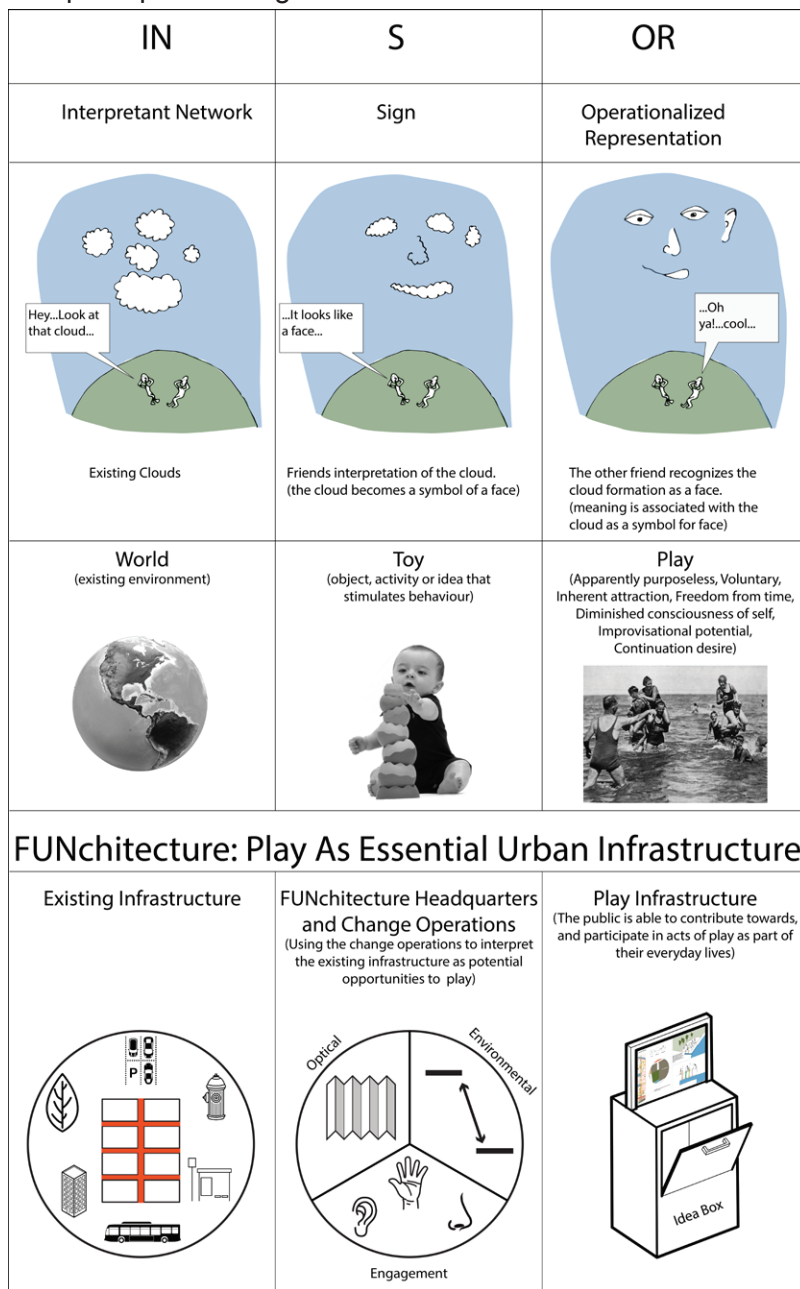 IN
S
OR
Interpretant Network
Sign
Operationalized
Representation
Hey...Look at
that cloud...
...It looks like
a face...
...Oh
ya!...cool...
Existing Clouds
Friends interpretation of the cloud.
(the cloud becomes a symbol of a face)
The other friend recognizes the
cloud formation as a face.
(meaning is associated with the
cloud as a symbol for face)
World
(existing environment)
Toy
(object, activity or idea that
stimulates behaviour)
Play
(Apparently purposeless, Voluntary,
Inherent attraction, Freedom from time,
Diminished consciousness of self,
Improvisational potential,
Continuation desire)
FUNchitecture: Play As Essential Urban Infrastructure
Existing Infrastructure
P
FUNchitecture Headquarters
and Change Operations
(Using the change operations to interpret
the existing infrastructure as potential
opportunities to play)
Optical
Environmental
Engagement
Play Infrastructure
(The public is able to contribute towards,
and participate in acts of play as part of
their everyday lives)
Idea Box